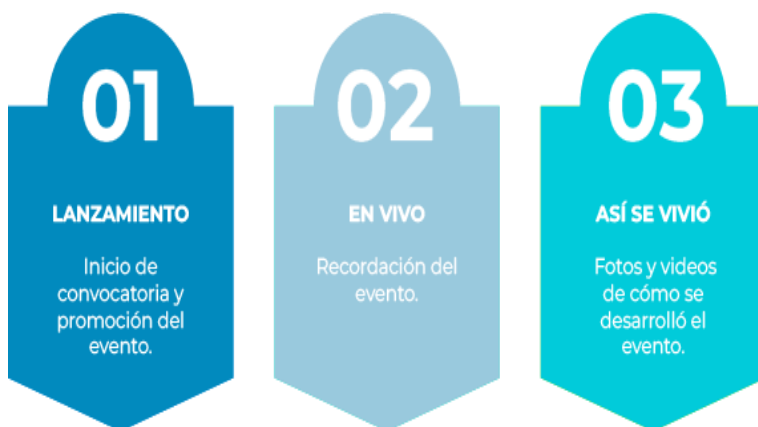 01
LANZAMIENTO
Inicio de
convocatoria y
promoción del
evento.
02
EN VIVO
Recordación del
evento.
03
ASÍ SE VIVIÓ
Fotos y videos
de cómo se
desarrolló el
evento.